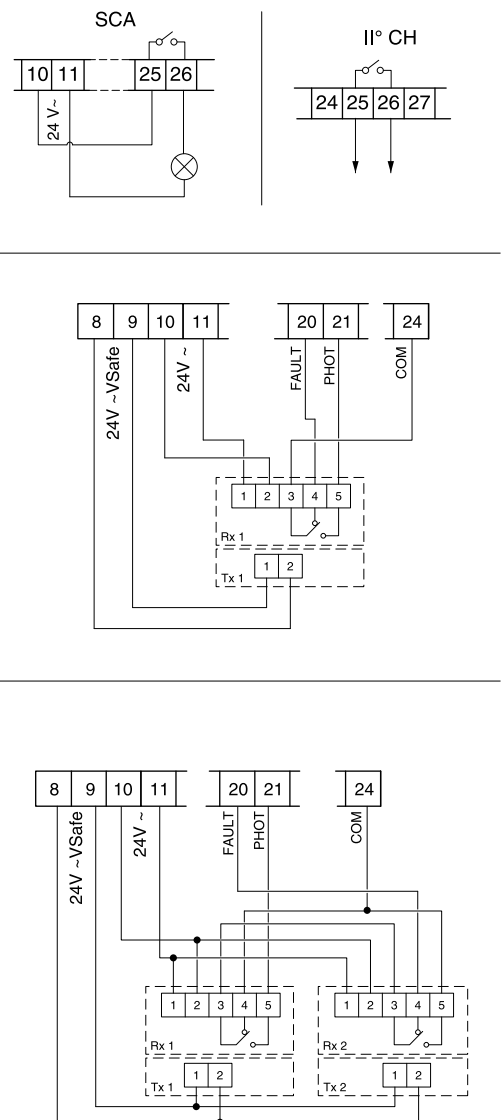 SCA
10 11 25 26
24 V~
II° CH
24 25 26 27
8 9 10 11 20 21 24
24V ~VSafe
24V ~
FAULT
PHOT
COM
1 2 3 4 5
Rx 1
1 2
Tx 1
8 9 10 11 20 21 24
24V ~VSafe
24V ~
FAULT
PHOT
COM
1 2 3 4 5 1 2 3 4 5
Rx 1 Rx 2
1 2 1 2
Tx 1 Tx 2